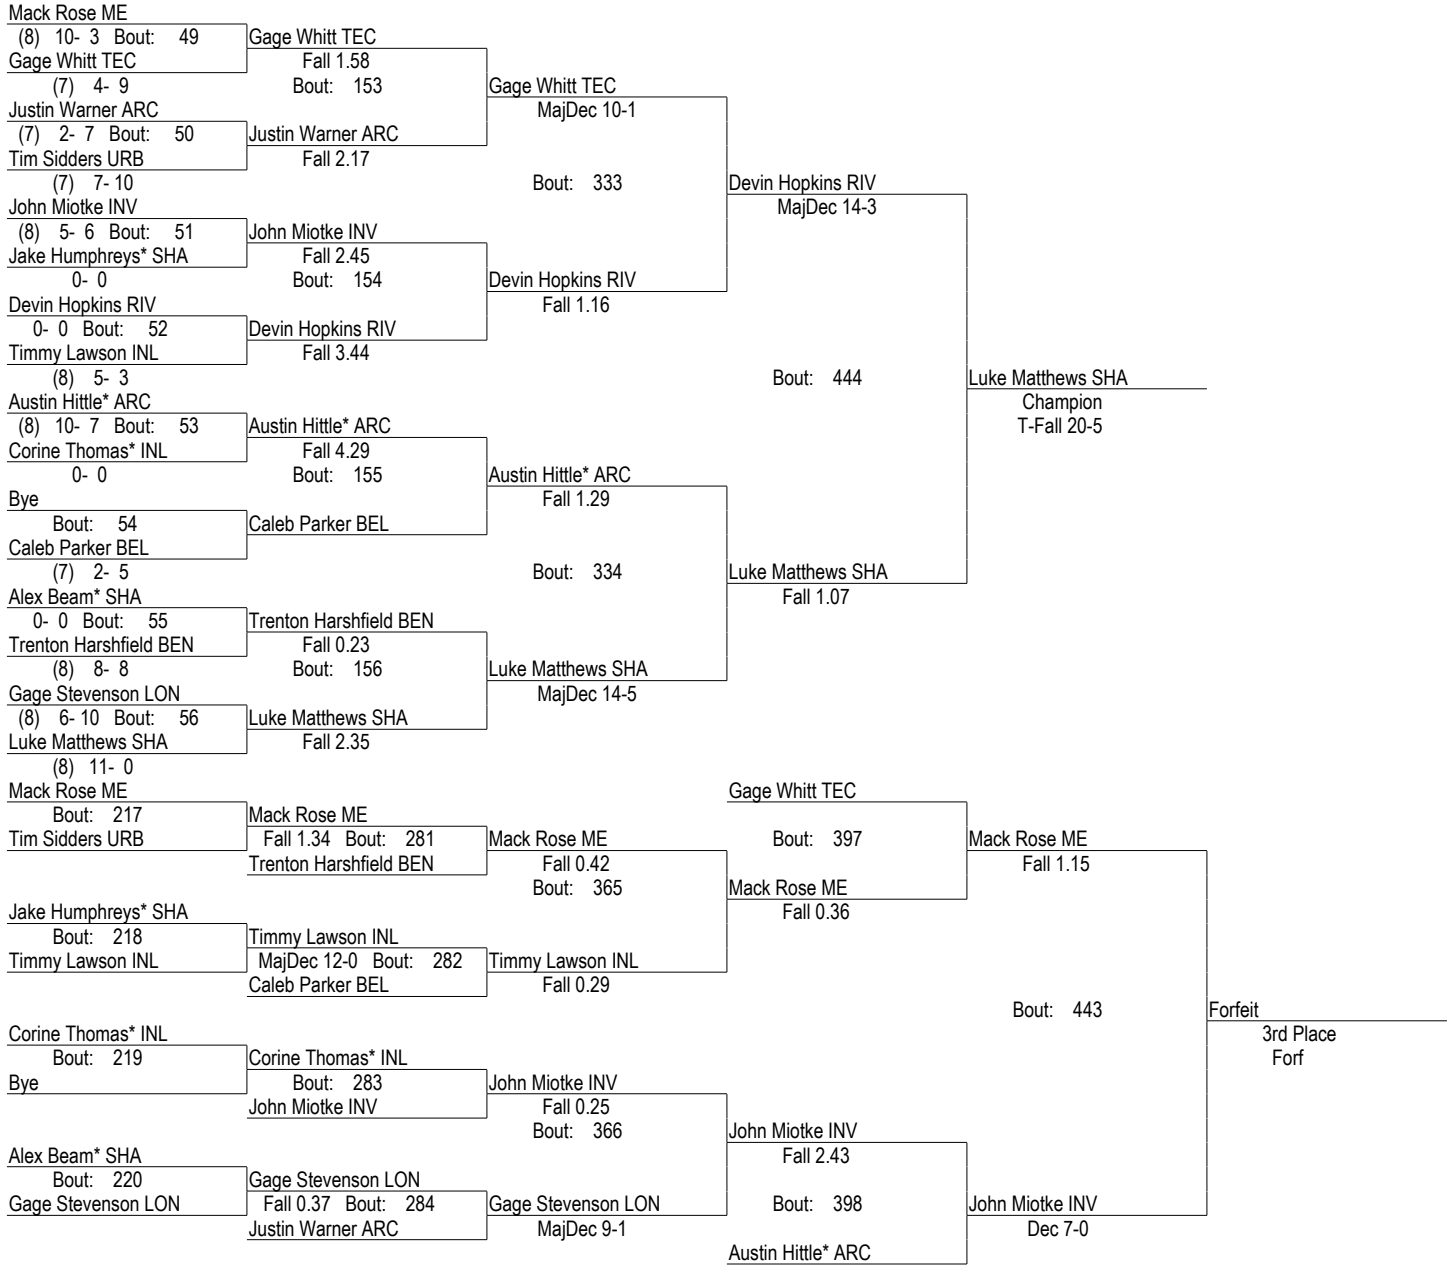 Mack Rose ME
(8) 10- 3 Bout: 49 Gage Whitt TEC
Gage Whitt TEC Fall 1.58
(7) 4- 9 Bout: 153 Gage Whitt TEC
Justin Warner ARC MajDec 10-1
(7) 2- 7 Bout: 50 Justin Warner ARC
Tim Sidders URB Fall 2.17
(7) 7- 10 Bout: 333 Devin Hopkins RIV
John Miotke INV MajDec 14-3
(8) 5- 6 Bout: 51 John Miotke INV
Jake Humphreys* SHA Fall 2.45
0- 0 Bout: 154 Devin Hopkins RIV
Devin Hopkins RIV Fall 1.16
0- 0 Bout: 52 Devin Hopkins RIV
Timmy Lawson INL Fall 3.44
(8) 5- 3 Bout: 444 Luke Matthews SHA
Austin Hittle* ARC Champion
(8) 10- 7 Bout: 53 Austin Hittle* ARC T-Fall 20-5
Corine Thomas* INL Fall 4.29
0- 0 Bout: 155 Austin Hittle* ARC
Bye Fall 1.29
Bout: 54 Caleb Parker BEL
Caleb Parker BEL
(7) 2- 5 Bout: 334 Luke Matthews SHA
Alex Beam* SHA Fall 1.07
0- 0 Bout: 55 Trenton Harshfield BEN
Trenton Harshfield BEN Fall 0.23
(8) 8- 8 Bout: 156 Luke Matthews SHA
Gage Stevenson LON MajDec 14-5
(8) 6- 10 Bout: 56 Luke Matthews SHA
Luke Matthews SHA Fall 2.35
(8) 11- 0
Mack Rose ME Gage Whitt TEC
Bout: 217 Mack Rose ME
Tim Sidders URB Fall 1.34 Bout: 281 Mack Rose ME Bout: 397 Mack Rose ME
Trenton Harshfield BEN Fall 0.42 Fall 1.15
Bout: 365 Mack Rose ME
Jake Humphreys* SHA Fall 0.36
Bout: 218 Timmy Lawson INL
Timmy Lawson INL MajDec 12-0 Bout: 282 Timmy Lawson INL
Caleb Parker BEL Fall 0.29
Bout: 443 Forfeit
Corine Thomas* INL 3rd Place
Bout: 219 Corine Thomas* INL Forf
Bye Bout: 283 John Miotke INV
John Miotke INV Fall 0.25
Bout: 366 John Miotke INV
Alex Beam* SHA Fall 2.43
Bout: 220 Gage Stevenson LON
Gage Stevenson LON Fall 0.37 Bout: 284 Gage Stevenson LON Bout: 398 John Miotke INV
Justin Warner ARC MajDec 9-1 Dec 7-0
Austin Hittle* ARC